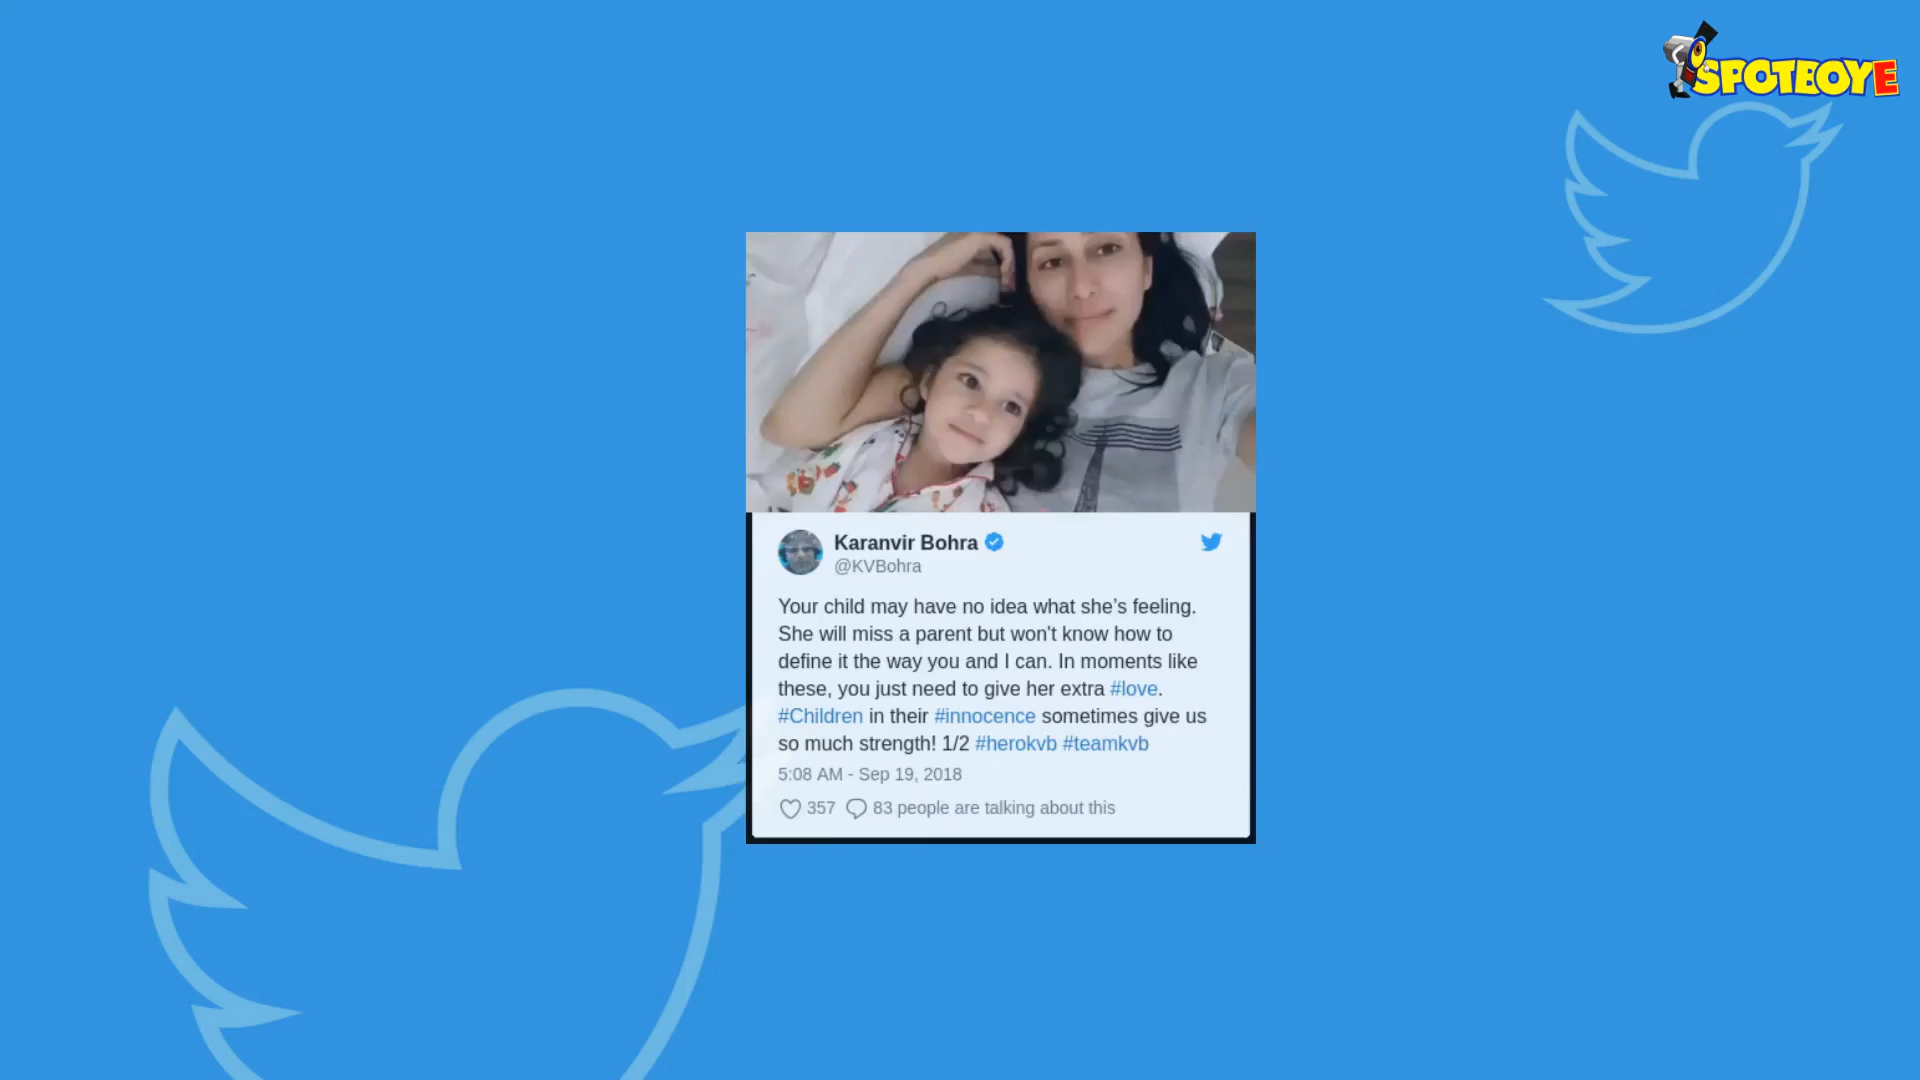 SPOTBOYE
Karanvir Bohra
@KVBohra
Your child may have no idea what she’s feeling.
She will miss a parent but won't know how to
define it the way you and I can. In moments like
these, you just need to give her extra #love.
#Children in their #innocence sometimes give us
so much strength! 1/2 #herokvb #teamkvb
5:08 AM - Sep 19, 2018
357 83 people are talking about this